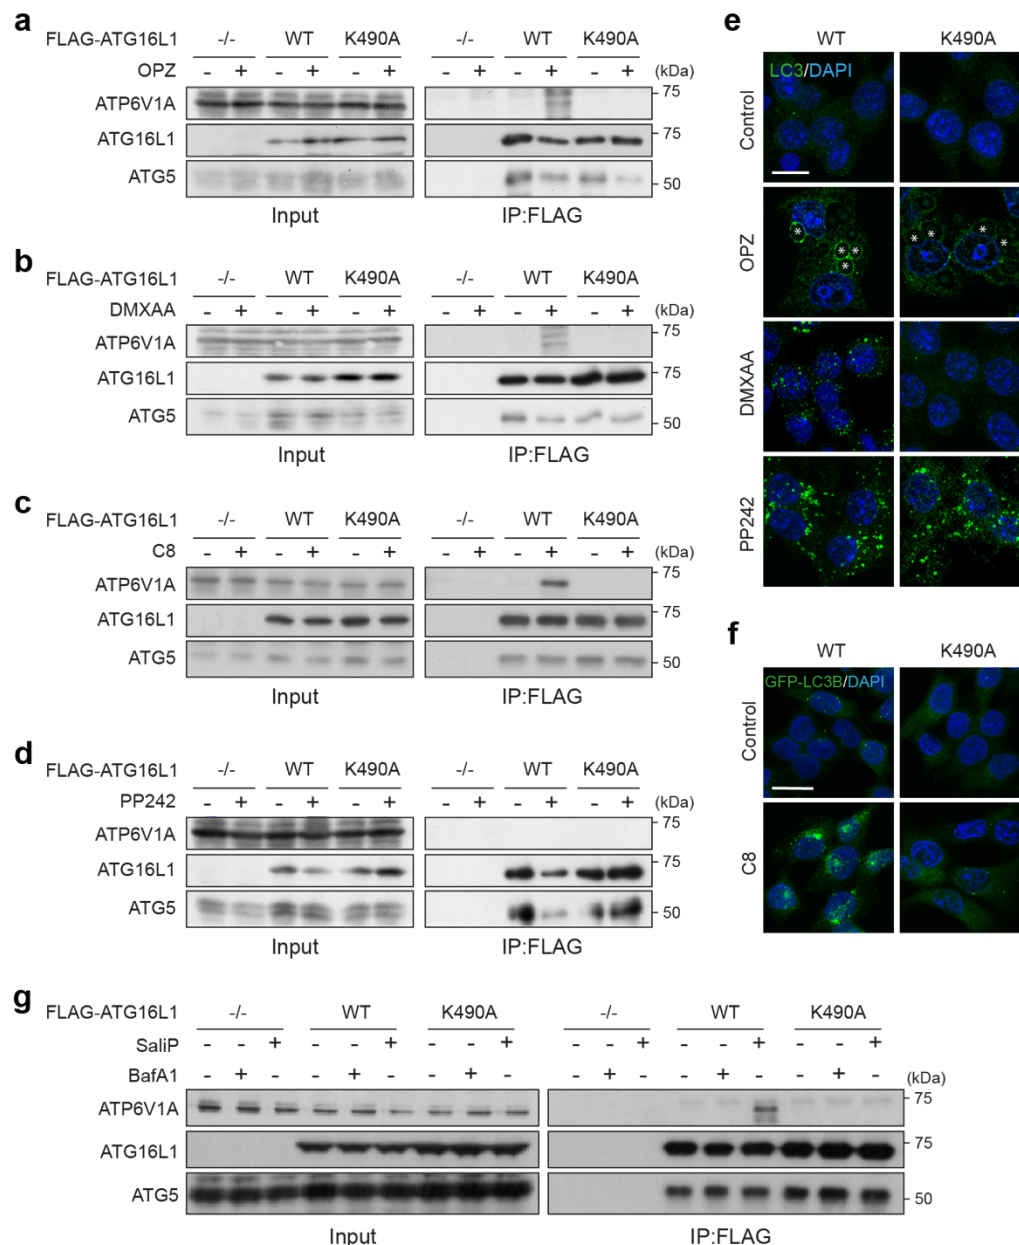 a
FLAG-ATG16L1 -/- WT K490A -/- WT K490A
OPZ - + - + - + - + - + - + (kDa)
ATP6V1A - 75
ATG16L1 - 75
ATG5 - 50
Input IP:FLAG
b
FLAG-ATG16L1 -/- WT K490A -/- WT K490A
DMXAA - + - + - + - + - + - + (kDa)
ATP6V1A - 75
ATG16L1 - 75
ATG5 - 50
Input IP:FLAG
c
FLAG-ATG16L1 -/- WT K490A -/- WT K490A
C8 - + - + - + - + - + - + (kDa)
ATP6V1A - 75
ATG16L1 - 75
ATG5 - 50
Input IP:FLAG
d
FLAG-ATG16L1 -/- WT K490A -/- WT K490A
PP242 - + - + - + - + - + - + (kDa)
ATP6V1A - 75
ATG16L1 - 75
ATG5 - 50
Input IP:FLAG
e
WT K490A
LC3/DAPI
Control
OPZ
* * * *
* * * *
DMXAA
PP242
f
WT K490A
GFP-LC3B/DAPI
Control
C8
g
FLAG-ATG16L1 -/- WT K490A -/- WT K490A
SaliP - - + - - + - - + - - + - - + - - +
BafA1 - + - - + - - + - - + - - + - - + - (kDa)
ATP6V1A - 75
ATG16L1 - 75
ATG5 - 50
Input IP:FLAG